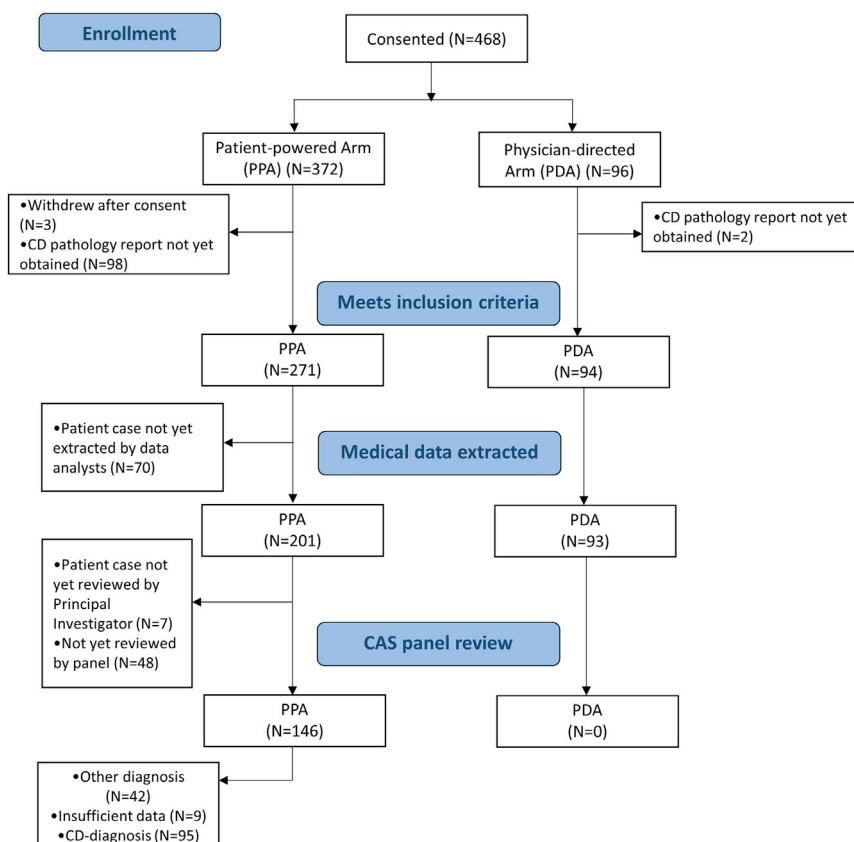 Enrollment
Consented (N=468)
Patient-powered Arm
(PPA) (N=372)
Physician-directed
Arm (PDA) (N=96)
•Withdrew after consent
(N=3)
•CD pathology report not yet
obtained (N=98)
•CD pathology report not yet
obtained (N=2)
Meets inclusion criteria
PPA
(N=271)
PDA
(N=94)
•Patient case not yet
extracted by data
analysts (N=70)
Medical data extracted
PPA
(N=201)
PDA
(N=93)
•Patient case not
yet reviewed by
Principal
Investigator (N=7)
•Not yet reviewed
by panel (N=48)
CAS panel review
PPA
(N=146)
PDA
(N=0)
•Other diagnosis
(N=42)
•Insufficient data (N=9)
•CD-diagnosis (N=95)